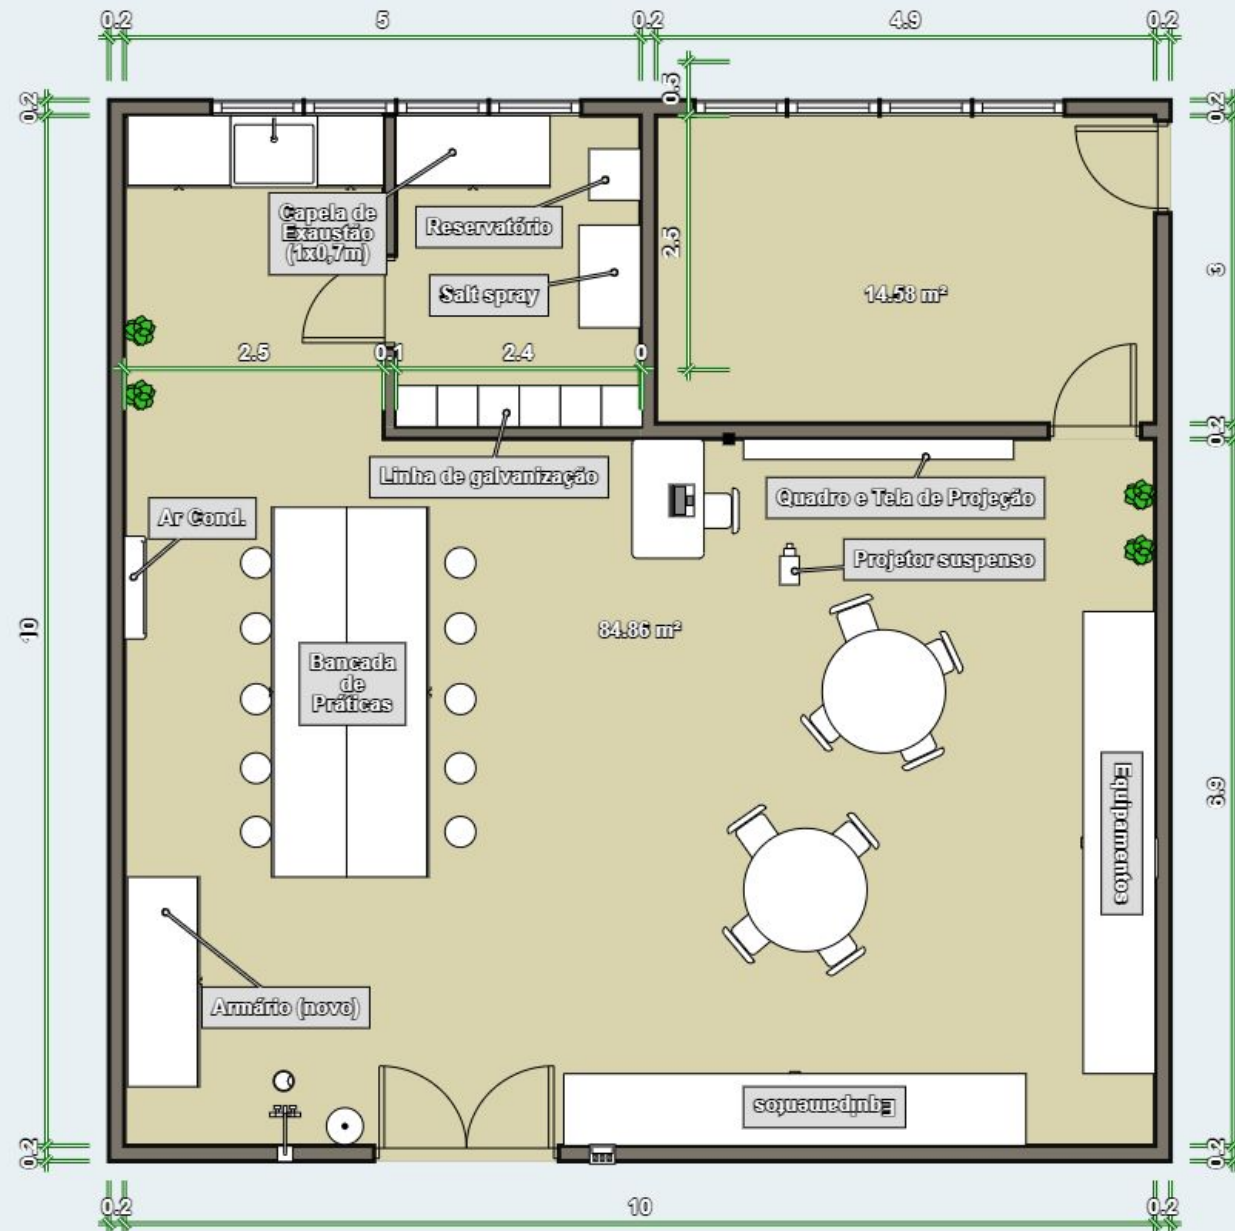 0.2
5
0.2
4.9
0.2
0.2
0.5
0.2
Capela de
Exaustão
(1x0,7m)
Reservatório
2.5
3
Salt spray
14.58 m²
2.5
0.1
2.4
0
0.2
Linha de galvanização
Quadro e Tela de Projeção
Ar Cond.
Projetor suspenso
10
84.86 m²
Bancada
de
Práticas
Equipamentos
6.9
Armário (novo)
Equipamentos
0.2
0.2
0.2
10
0.2